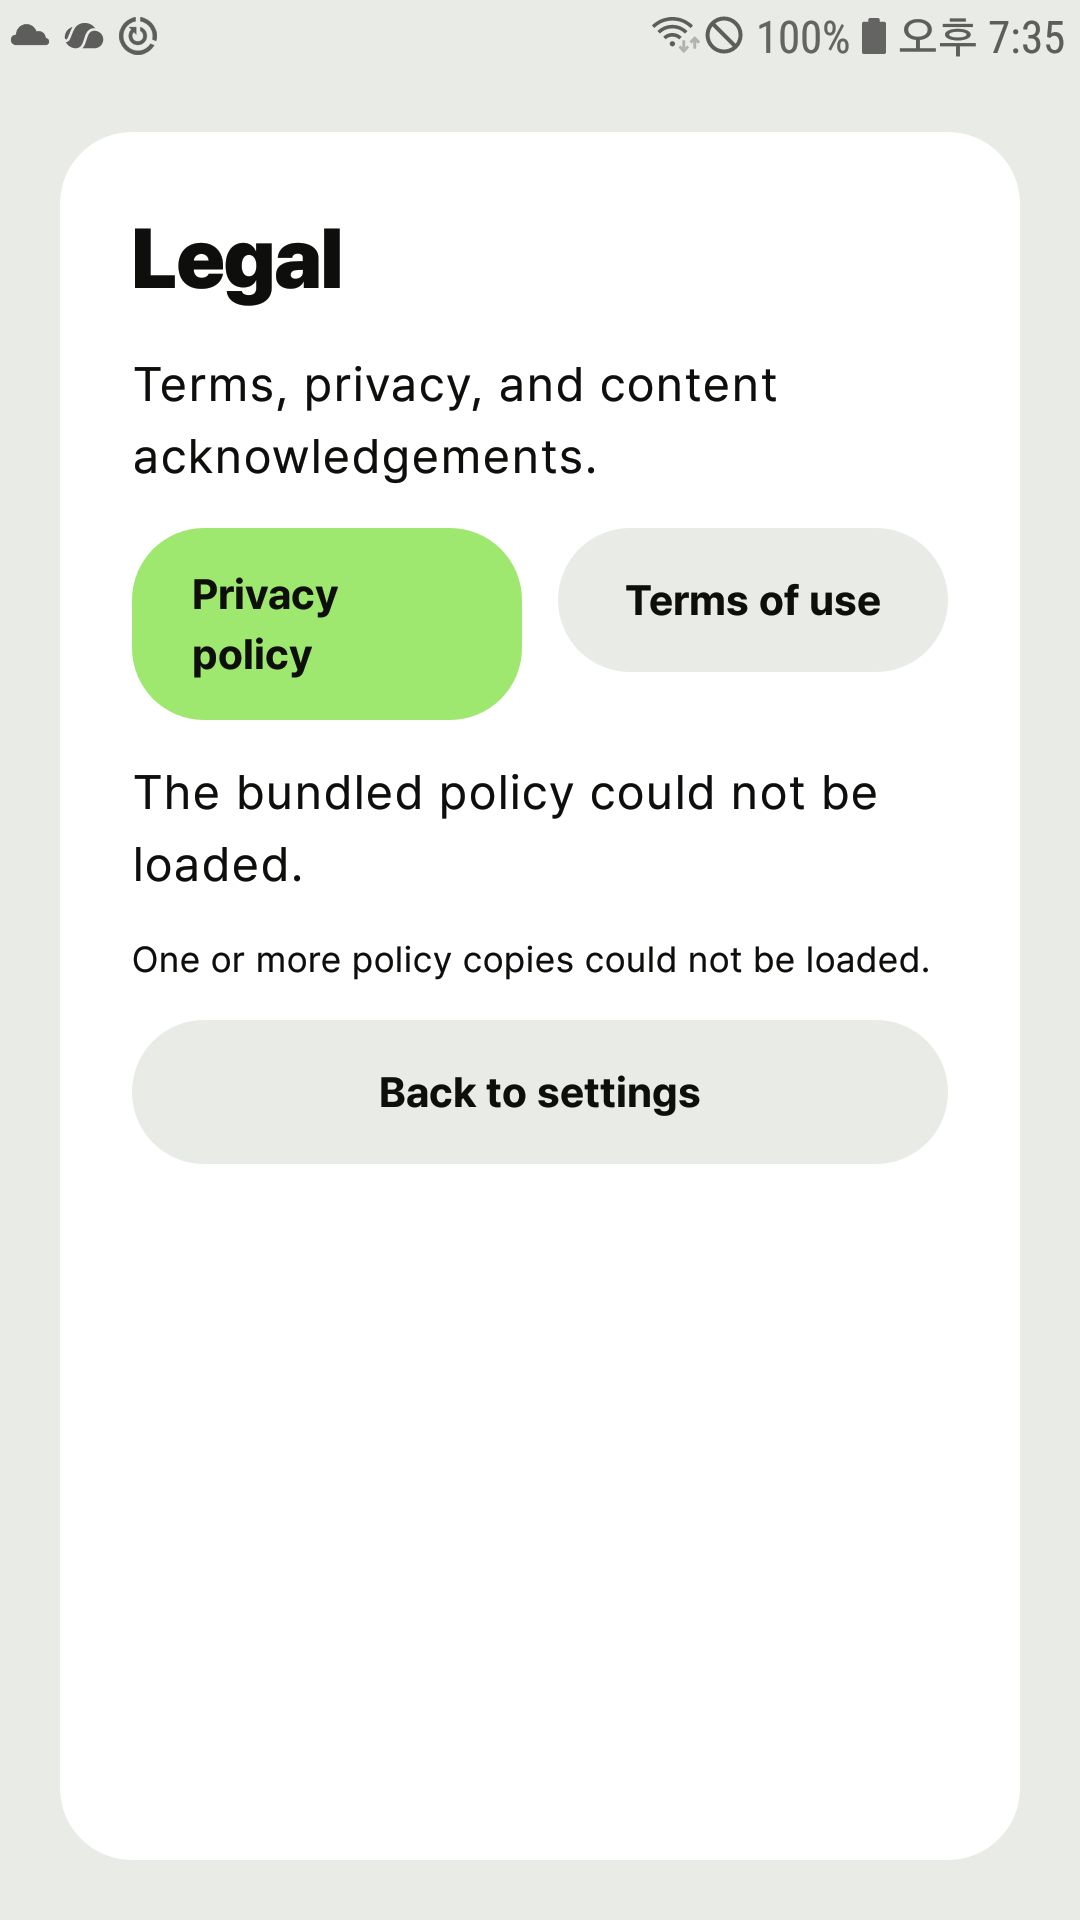 100% 오후 7:35
Legal
Terms, privacy, and content
acknowledgements.
Privacy
policy
Terms of use
The bundled policy could not be
loaded.
One or more policy copies could not be loaded.
Back to settings